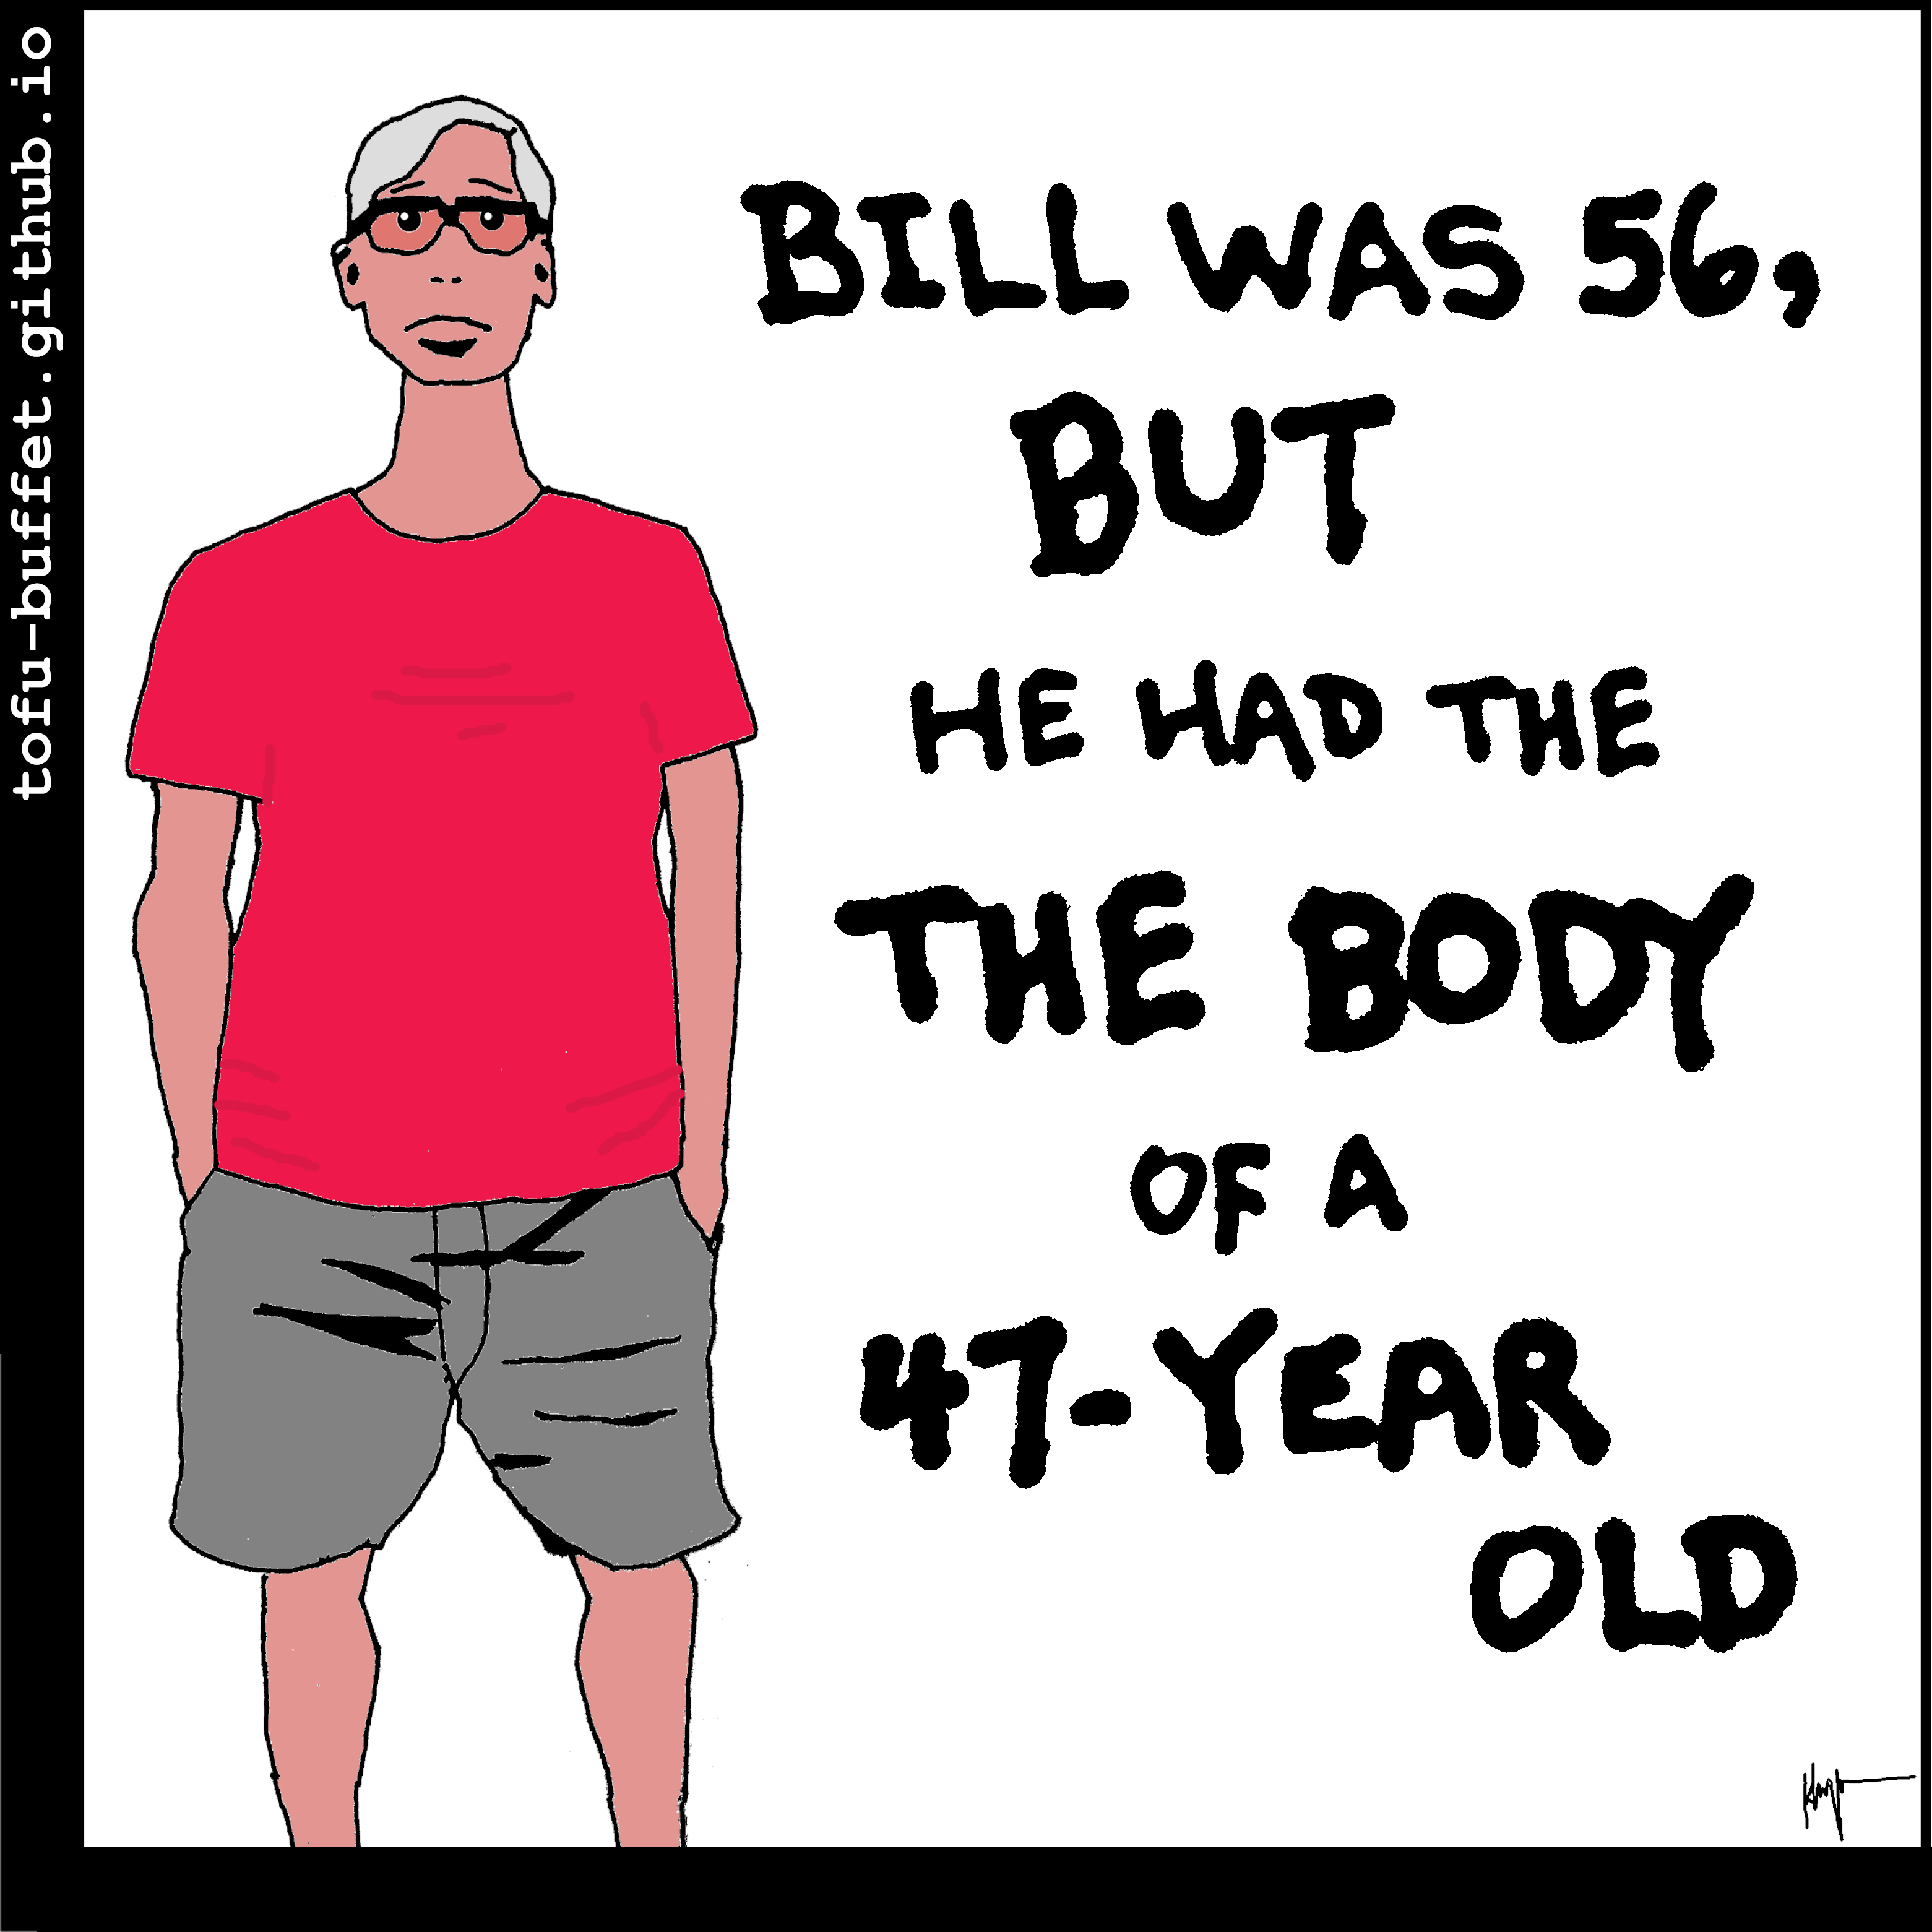 tofu-buffet.github.io
BILL WAS 56,
BUT
HE HAD THE
THE BODY
OF A
47-YEAR
OLD